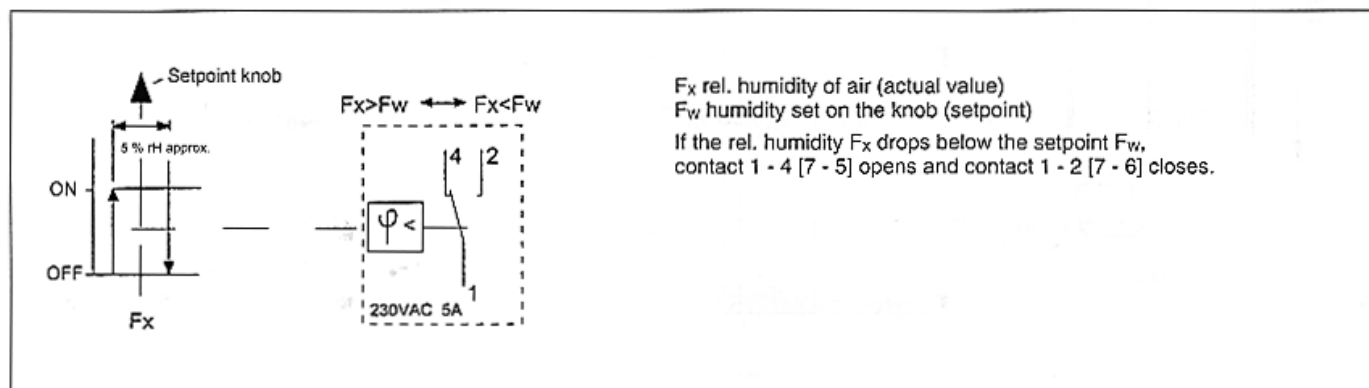 Setpoint knob
5 % rH approx.
ON
OFF
Fx
Fx>Fw ↔ Fx<Fw
4 2
φ <
1
230VAC 5A
Fx rel. humidity of air (actual value)
Fw humidity set on the knob (setpoint)
If the rel. humidity Fx drops below the setpoint Fw,
contact 1 - 4 [7 - 5] opens and contact 1 - 2 [7 - 6] closes.